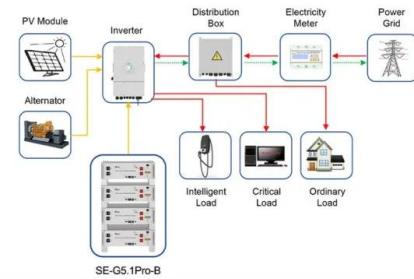 PV Module
Inverter
Distribution
Box
Electricity
Meter
Power
Grid
Alternator
Intelligent
Load
Critical
Load
Ordinary
Load
SE-G5.1Pro-B